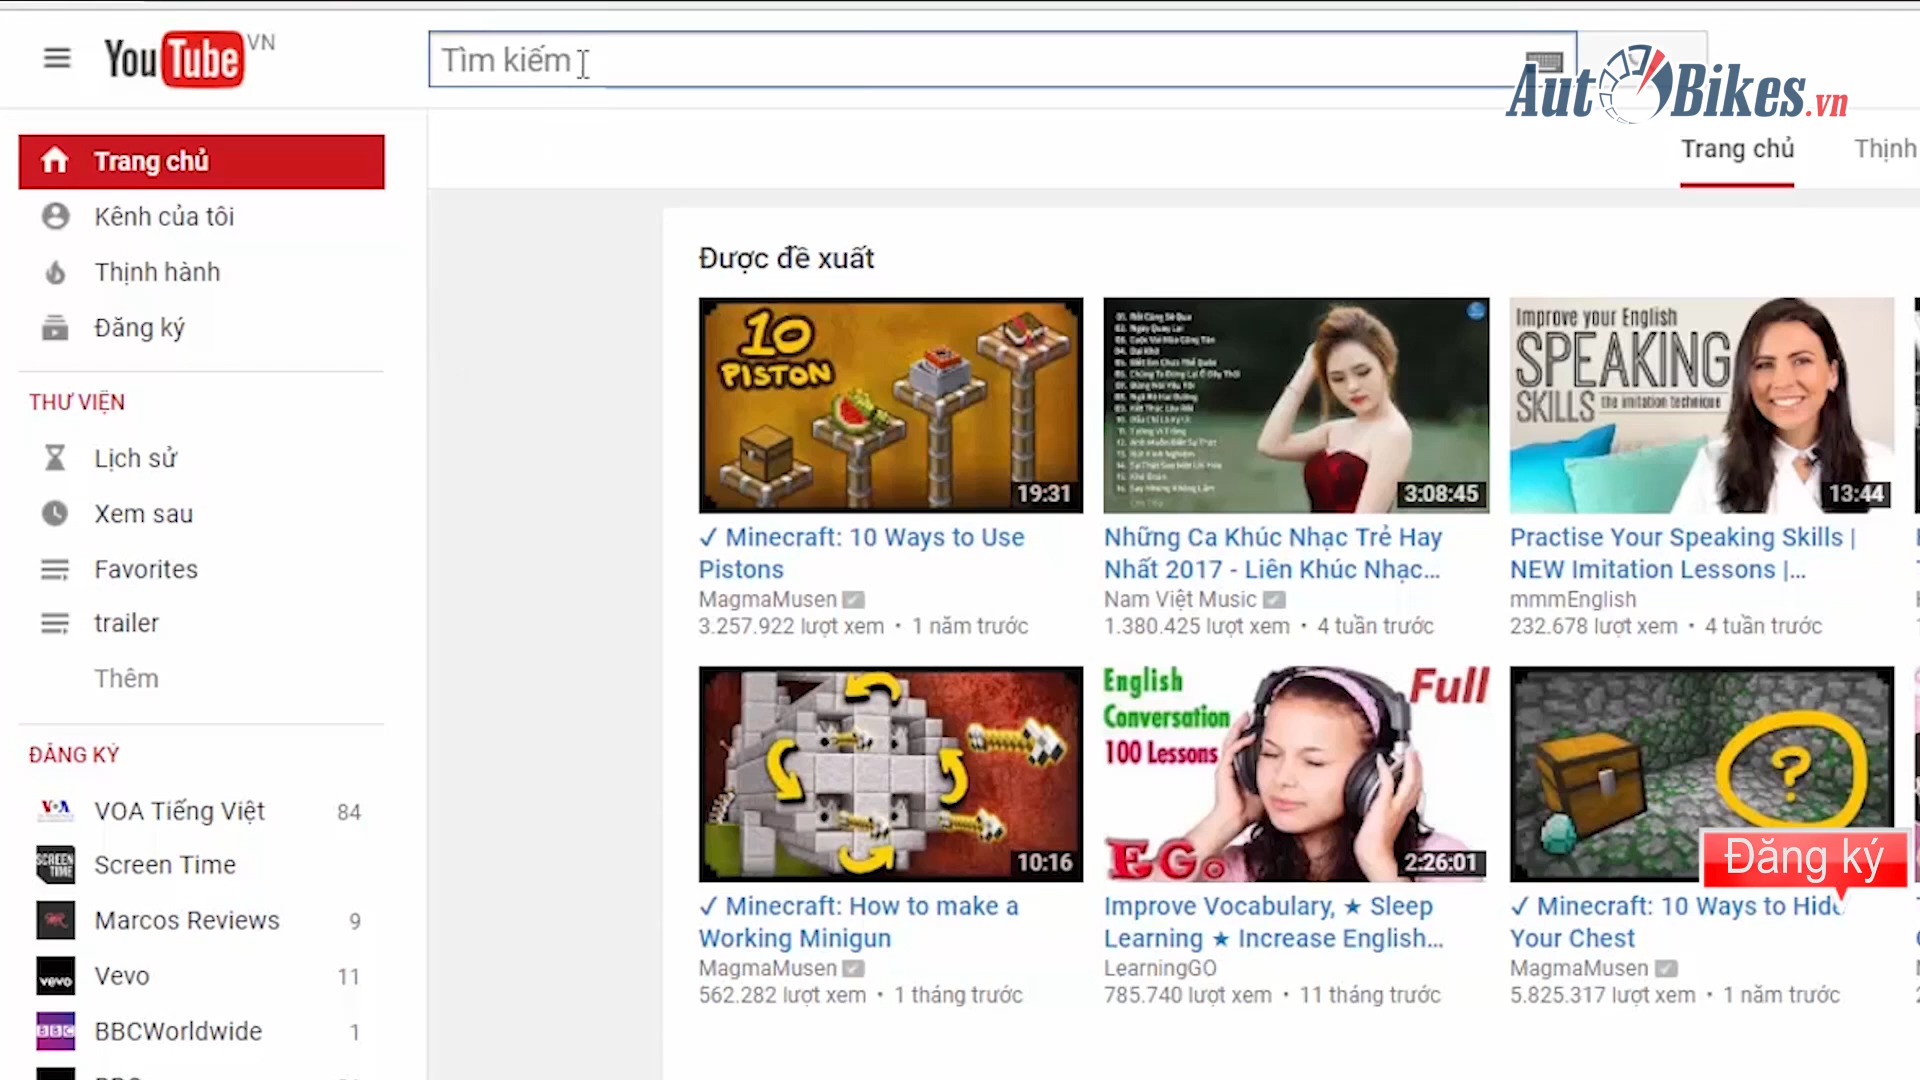 YouTube VN
Tìm kiếm
AutoBikes.vn
Trang chủ
Thịnh
Trang chủ
Kênh của tôi
Thịnh hành
Đăng ký
THƯ VIỆN
Lịch sử
Xem sau
Favorites
trailer
Thêm
ĐĂNG KÝ
VOA Tiếng Việt 84
Screen Time
Marcos Reviews 9
Vevo 11
BBCWorldwide 1
Được đề xuất
10
PISTON
19:31
✓ Minecraft: 10 Ways to Use
Pistons
MagmaMusen
3.257.922 lượt xem • 1 năm trước
3:08:45
Những Ca Khúc Nhạc Trẻ Hay
Nhất 2017 - Liên Khúc Nhạc...
Nam Việt Music
1.380.425 lượt xem • 4 tuần trước
Improve your English
SPEAKING
SKILLS the imitation technique
13:44
Practise Your Speaking Skills |
NEW Imitation Lessons |...
mmmEnglish
232.678 lượt xem • 4 tuần trước
10:16
✓ Minecraft: How to make a
Working Minigun
MagmaMusen
562.282 lượt xem • 1 tháng trước
English
Conversation
100 Lessons
Full
EGo
2:26:01
Improve Vocabulary, ★ Sleep
Learning ★ Increase English...
LearningGO
785.740 lượt xem • 11 tháng trước
?
Đăng ký
✓ Minecraft: 10 Ways to Hide
Your Chest
MagmaMusen
5.825.317 lượt xem • 1 năm trước